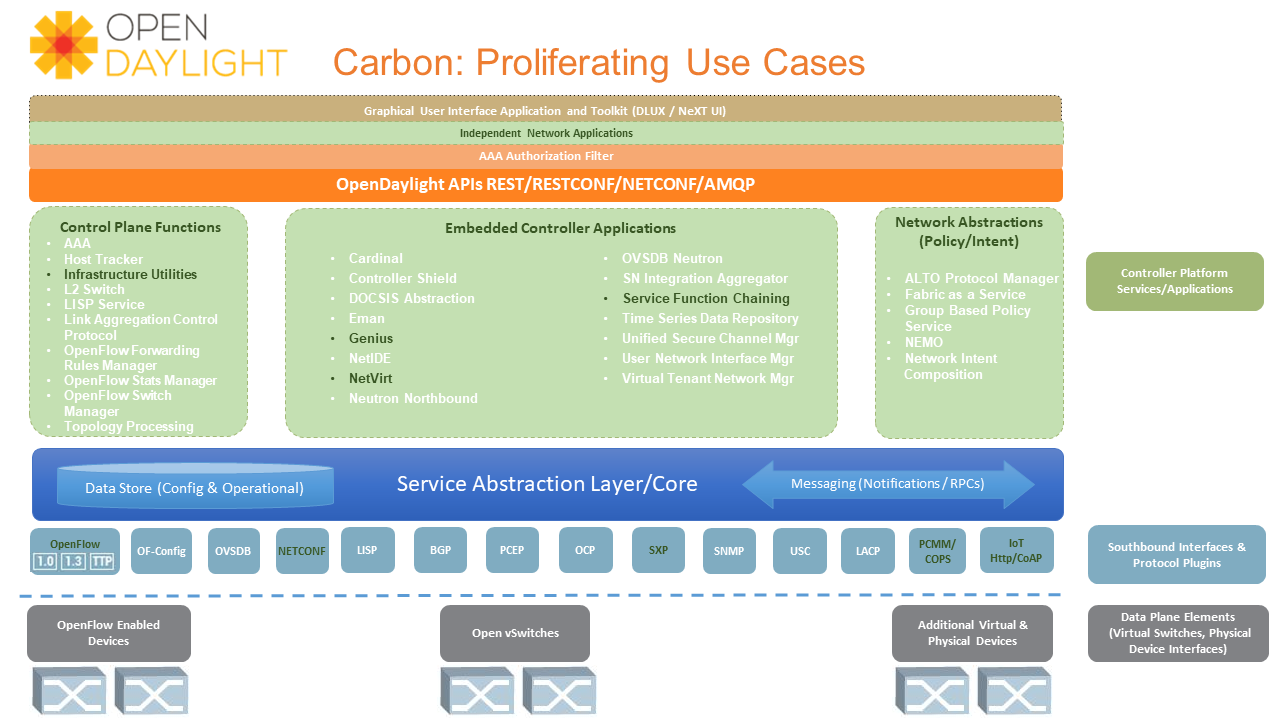 OPEN
DAYLIGHT
Carbon: Proliferating Use Cases
Graphical User Interface Application and Toolkit (DLUX / NeXT UI)
Independent Network Applications
AAA Authorization Filter
OpenDaylight APIs REST/RESTCONF/NETCONF/AMQP
Control Plane Functions
• AAA
• Host Tracker
• Infrastructure Utilities
• L2 Switch
• LISP Service
• Link Aggregation Control
Protocol
• OpenFlow Forwarding
Rules Manager
• OpenFlow Stats Manager
• OpenFlow Switch
Manager
• Topology Processing
Embedded Controller Applications
• Cardinal
• Controller Shield
• DOCSIS Abstraction
• Eman
• Genius
• NetIDE
• NetVirt
• Neutron Northbound
• OVSDB Neutron
• SN Integration Aggregator
• Service Function Chaining
• Time Series Data Repository
• Unified Secure Channel Mgr
• User Network Interface Mgr
• Virtual Tenant Network Mgr
Network Abstractions
(Policy/Intent)
• ALTO Protocol Manager
• Fabric as a Service
• Group Based Policy
Service
• NEMO
• Network Intent
Composition
Controller Platform
Services/Applications
Data Store (Config & Operational)
Service Abstraction Layer/Core
Messaging (Notifications / RPCs)
OpenFlow
1.0 1.3 TTP
OF-Config
OVSDB
NETCONF
LISP
BGP
PCEP
OCP
SXP
SNMP
USC
LACP
PCMM/
COPS
IoT
Http/CoAP
Southbound Interfaces &
Protocol Plugins
OpenFlow Enabled
Devices
Open vSwitches
Additional Virtual &
Physical Devices
Data Plane Elements
(Virtual Switches, Physical
Device Interfaces)